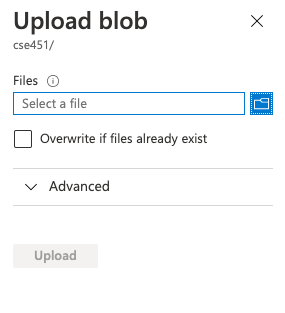 Upload blob
cse451/
Files
Select a file
Overwrite if files already exist
Advanced
Upload